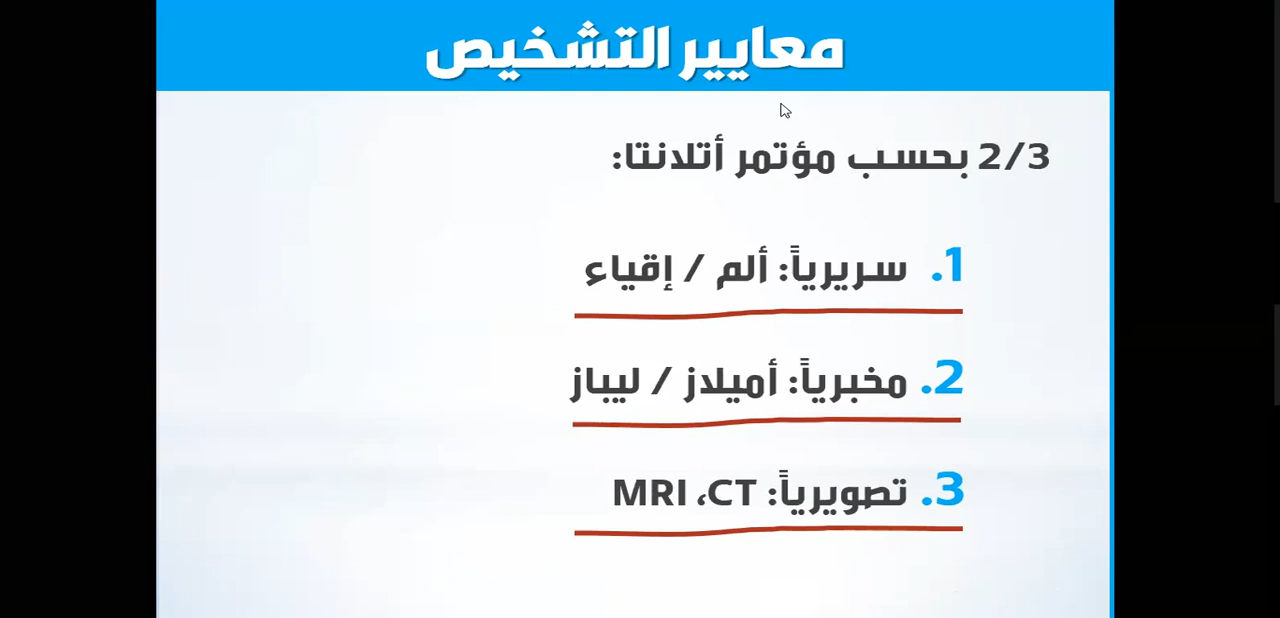 معايير التشخيص
2/3 بحسب مؤتمر أتلانتا:
1. سريرياً: ألم / إقياء
2. مخبرياً: أميلاز / ليباز
3. تصويرياً: CT، MRI